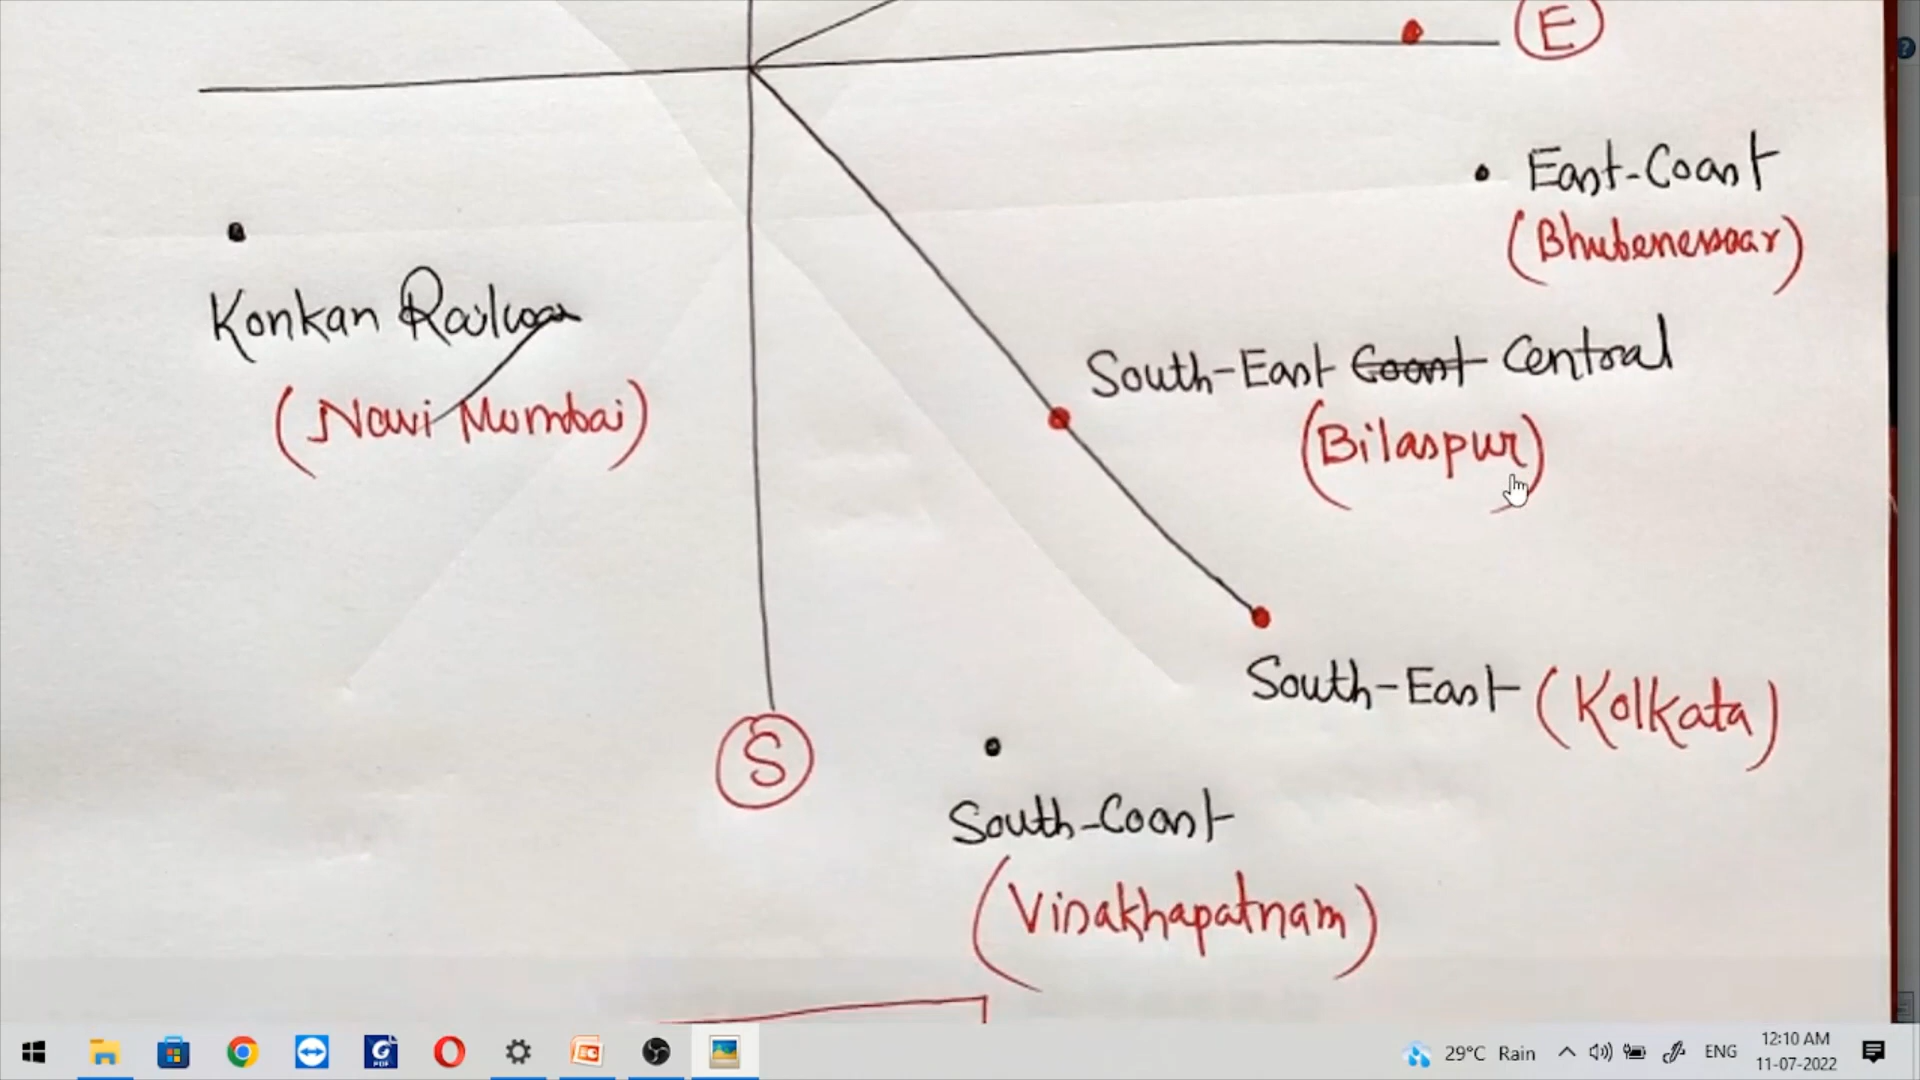 E
East-Coast
(Bhubeneswar)
Konkan Railway
(Navi Mumbai)
South-East Coast Central
(Bilaspur)
South-East (Kolkata)
S
South-Coast
(Visakhapatnam)
29°C Rain
ENG
12:10 AM
11-07-2022